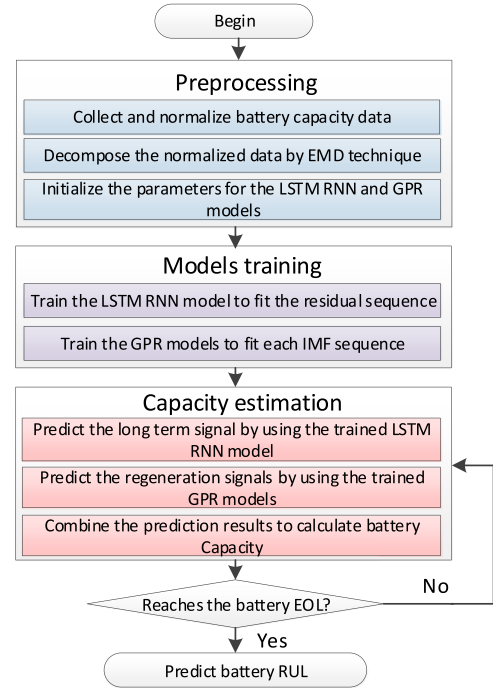 Begin
Preprocessing
Collect and normalize battery capacity data
Decompose the normalized data by EMD technique
Initialize the parameters for the LSTM RNN and GPR
models
Models training
Train the LSTM RNN model to fit the residual sequence
Train the GPR models to fit each IMF sequence
Capacity estimation
Predict the long term signal by using the trained LSTM
RNN model
Predict the regeneration signals by using the trained
GPR models
Combine the prediction results to calculate battery
Capacity
Reaches the battery EOL?
No
Yes
Predict battery RUL